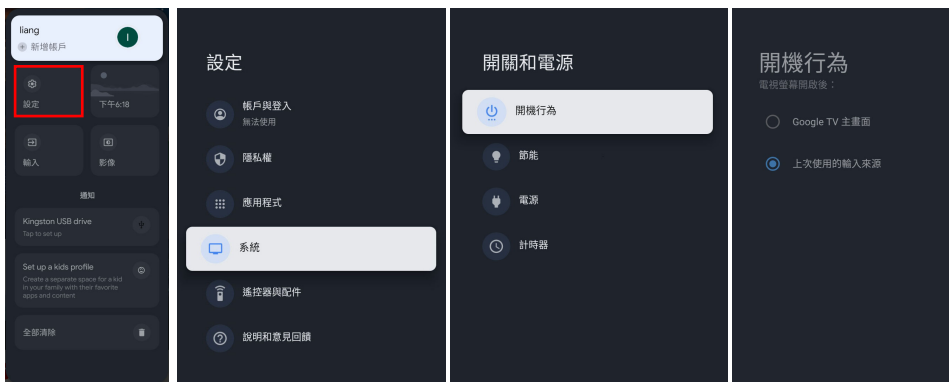 liang
新增帳戶
I
設定
下午6:18
輸入
影像
通知
Kingston USB drive
Tap to set up
Set up a kids profile
Create a separate space for a kid
in your family with their favorite
apps and content
全部清除
設定
帳戶與登入
無法使用
隱私權
應用程式
系統
遙控器與配件
說明和意見回饋
開關和電源
開機行為
節能
電源
計時器
開機行為
電視螢幕開啟後：
Google TV 主畫面
上次使用的輸入來源